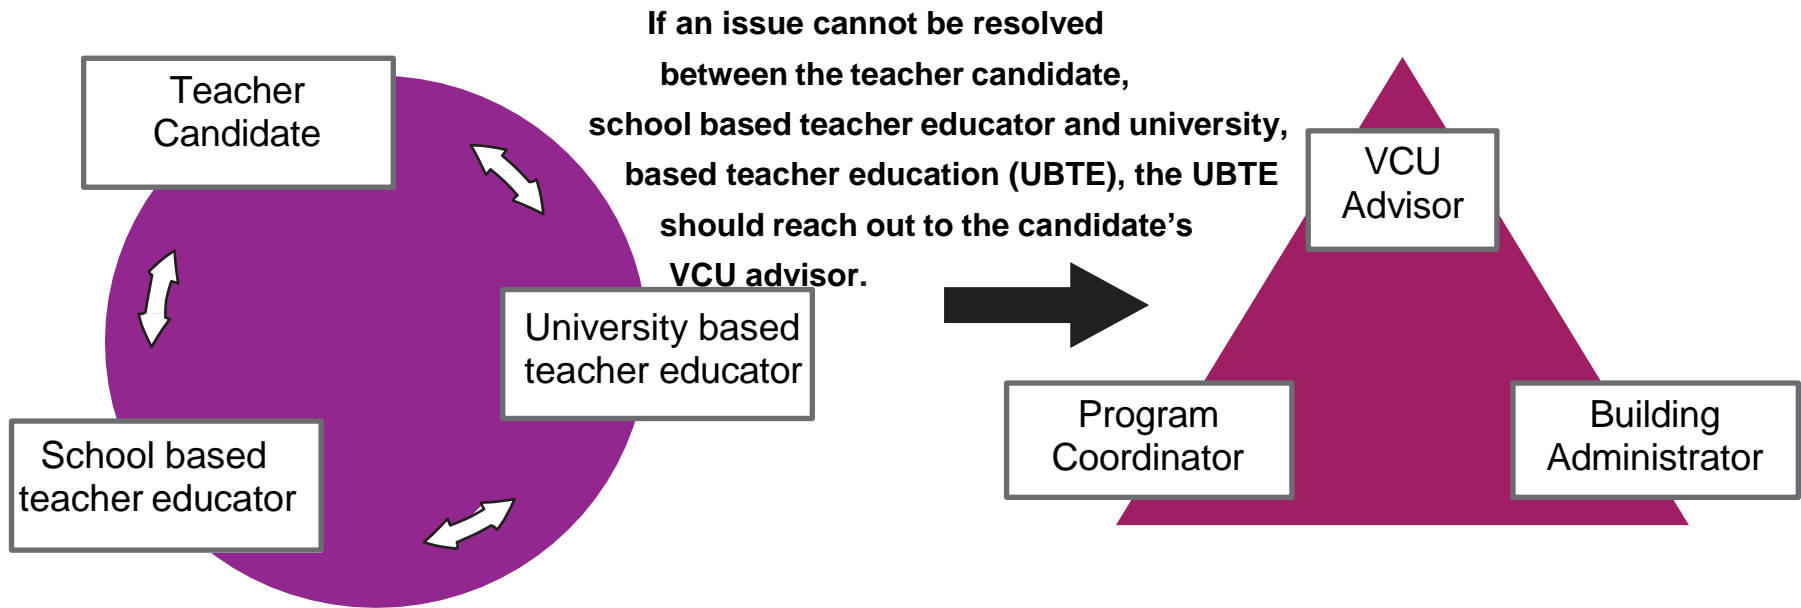 If an issue cannot be resolved
between the teacher candidate,
school based teacher educator and university,
based teacher education (UBTE), the UBTE
should reach out to the candidate’s
VCU advisor.
Teacher
Candidate
University based
teacher educator
School based
teacher educator
VCU
Advisor
Program
Coordinator
Building
Administrator